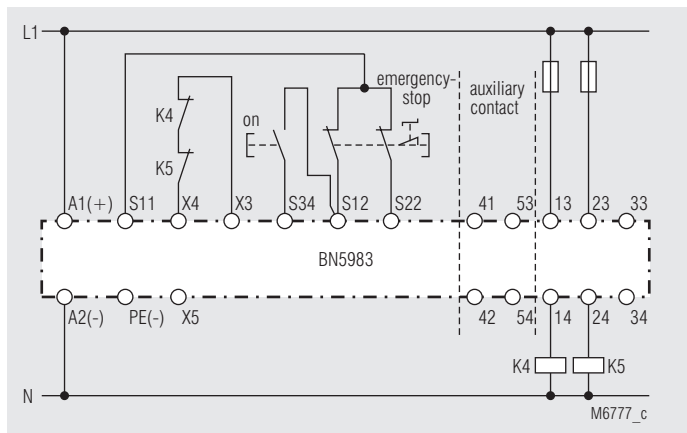 L1
emergency-
stop
auxiliary
contact
K4
on
K5
A1(+) S11 X4 X3 S34 S12 S22 41 53 13 23 33
BN5983
A2(-) PE(-) X5 42 54 14 24 34
K4 K5
N
M6777_c